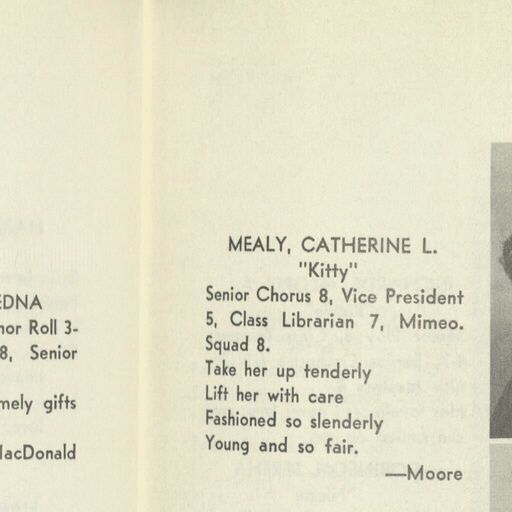 EDNA
nor Roll 3-
8, Senior
mely gifts
MacDonald
MEALY, CATHERINE L.
"Kitty"
Senior Chorus 8, Vice President
5, Class Librarian 7, Mimeo.
Squad 8.
Take her up tenderly
Lift her with care
Fashioned so slenderly
Young and so fair.
—Moore